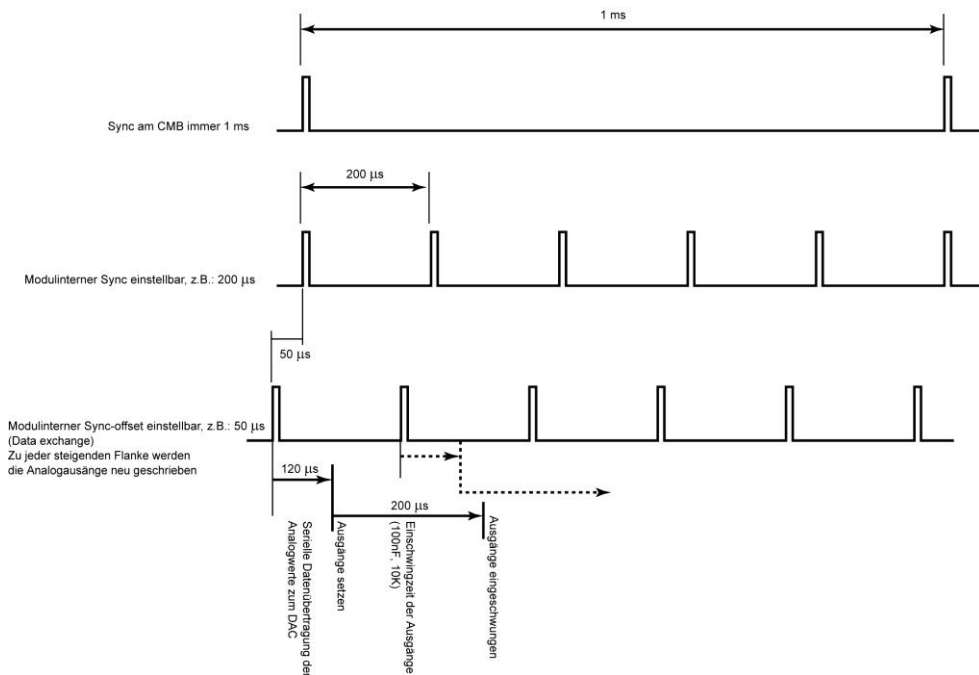 1 ms
Sync am CMB immer 1 ms
200 µs
Modulinterner Sync einstellbar, z.B.: 200 µs
50 µs
Modulinterner Sync-offset einstellbar, z.B.: 50 µs
(Data exchange)
Zu jeder steigenden Flanke werden
die Analogausänge neu geschrieben
120 µs
200 µs
Serielle Datenübertragung der
Analogwerte zum DAC
Ausgänge setzen
Einschwingzeit der Ausgänge
(100nF, 10K)
Ausgänge eingeschwungen